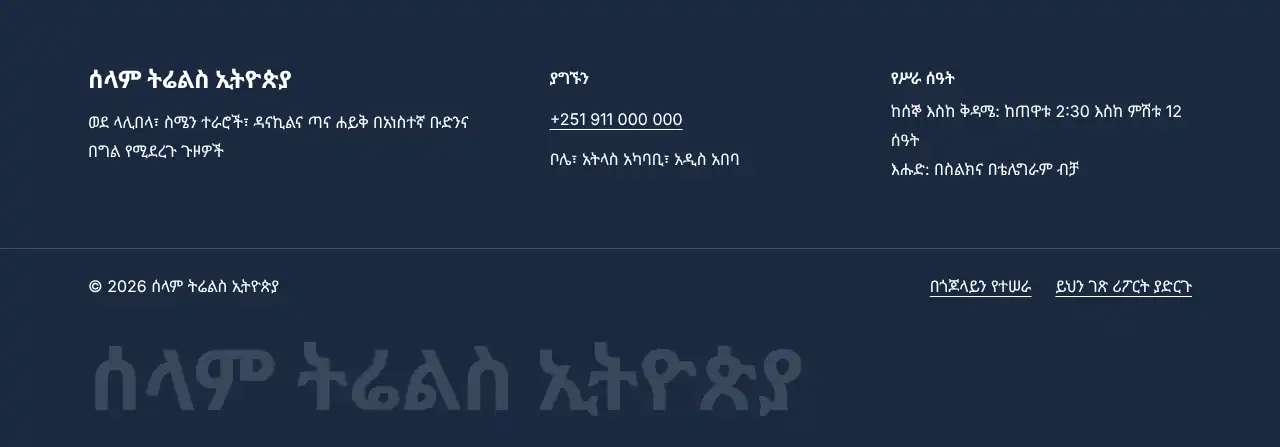 ሰላም ትሬልስ ኢትዮጵያ
ወደ ላሊበላ፣ ስሜን ተራሮች፣ ዳናኪልና ጣና ሐይቅ በአነስተኛ ቡድንና
በግል የሚደረጉ ጉዞዎች
ያግኙን
+251 911 000 000
ቦሌ፣ አትላስ አካባቢ፣ አዲስ አበባ
የሥራ ሰዓት
ከሰኞ እስከ ቅዳሜ: ከጠዋቱ 2:30 እስከ ምሽቱ 12
ሰዓት
እሑድ: በስልክና በቴሌግራም ብቻ
© 2026 ሰላም ትሬልስ ኢትዮጵያ
በጎጆላይን የተሠራ
ይህን ገጽ ሪፖርት ያድርጉ
ሰላም ትሬልስ ኢትዮጵያ